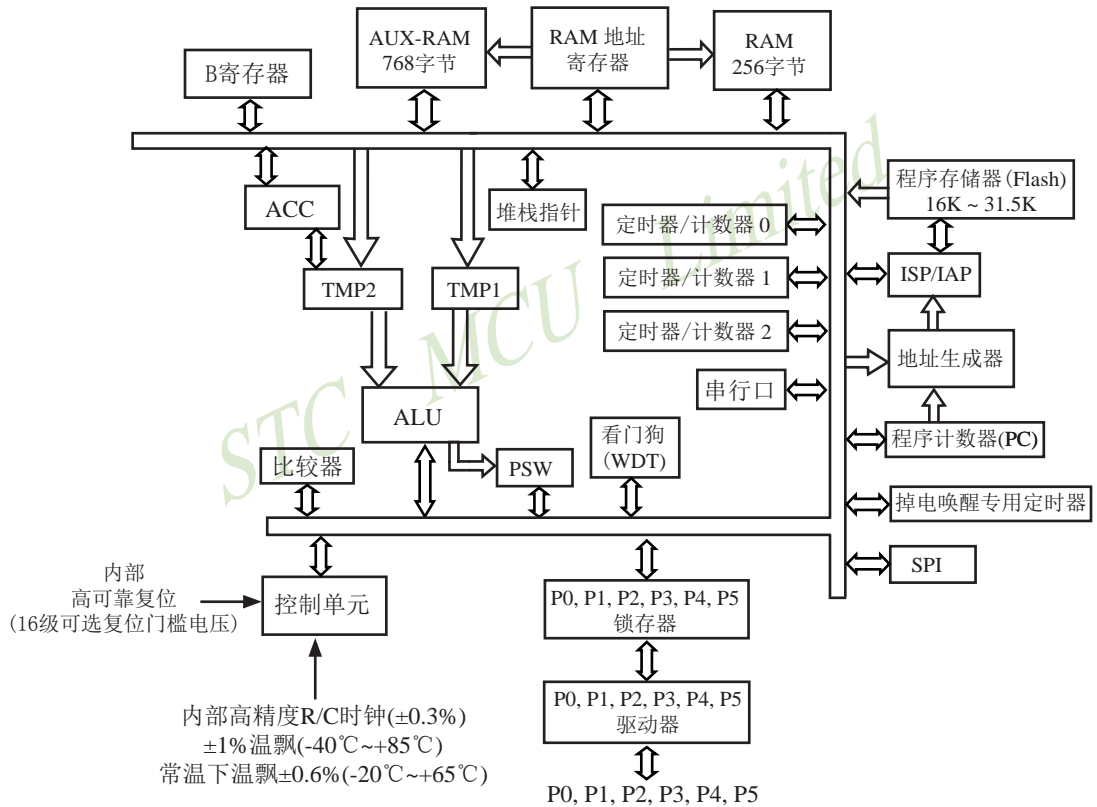 AUX-RAM
768字节
RAM 地址
寄存器
RAM
256字节
B寄存器
ACC
堆栈指针
程序存储器(Flash)
16K ~ 31.5K
定时器/计数器 0
TMP2
TMP1
定时器/计数器 1
ISP/IAP
定时器/计数器 2
地址生成器
串行口
ALU
看门狗
(WDT)
程序计数器(PC)
比较器
PSW
掉电唤醒专用定时器
SPI
内部
高可靠复位
(16级可选复位门槛电压)
控制单元
P0, P1, P2, P3, P4, P5
锁存器
P0, P1, P2, P3, P4, P5
驱动器
内部高精度R/C时钟(±0.3%)
±1%温飘(-40℃~+85℃)
常温下温飘±0.6%(-20℃~+65℃)
P0, P1, P2, P3, P4, P5
STC MCU Limited